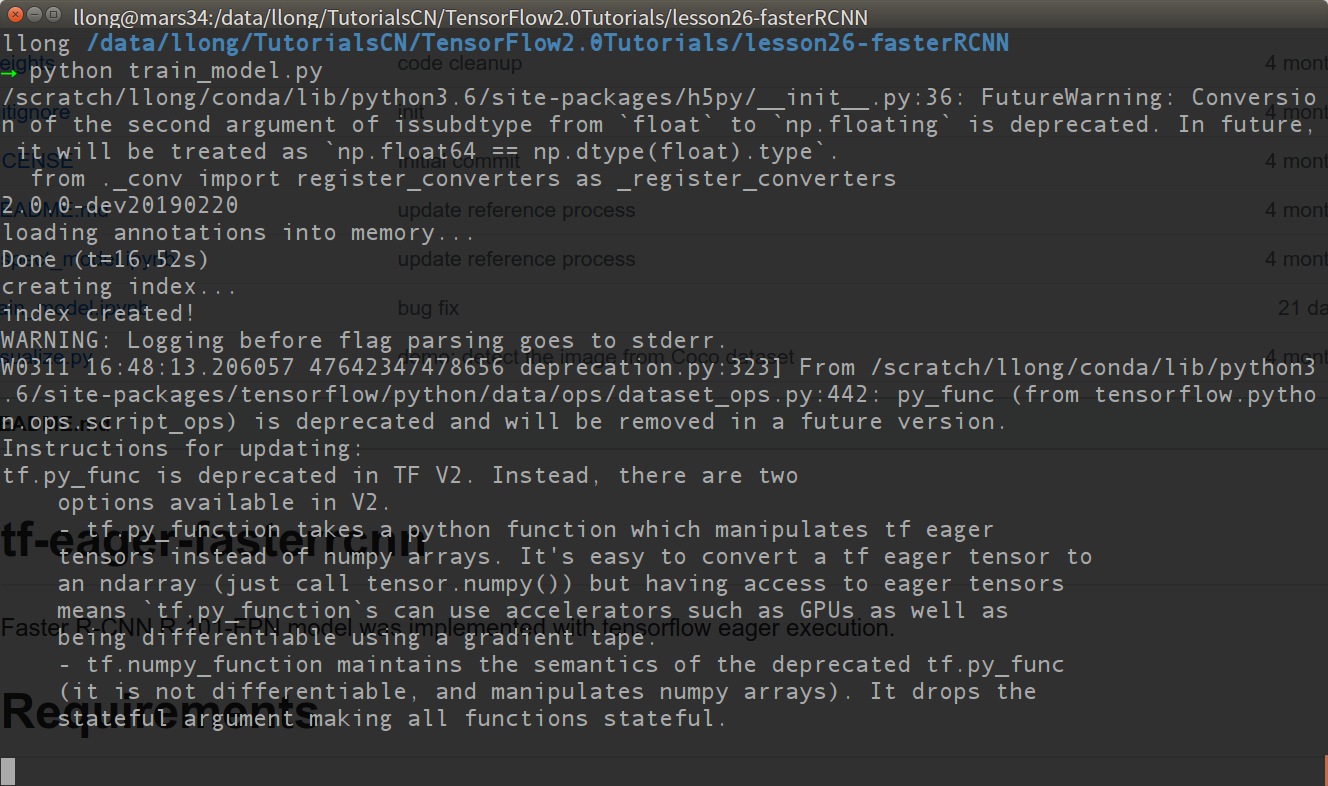 llong@mars34:/data/llong/TutorialsCN/TensorFlow2.0Tutorials/lesson26-fasterRCNN
llong /data/llong/TutorialsCN/TensorFlow2.0Tutorials/lesson26-fasterRCNN
eights code cleanup 4 mont
→ python train_model.py
/scratch/llong/conda/lib/python3.6/site-packages/h5py/__init__.py:36: FutureWarning: Conversio
itignore init 4 mont
n of the second argument of issubdtype from `float` to `np.floating` is deprecated. In future,
it will be treated as `np.float64 == np.dtype(float).type`.
CENSE initial commit 4 mont
from ._conv import register_converters as _register_converters
2.0.0-dev20190220
EADME.md update reference process 4 mont
loading annotations into memory...
Done (t=16.52s)
update reference process 4 mont
creating index...
index created!
ain_model.ipynb bug fix 21 da
WARNING: Logging before flag parsing goes to stderr.
sualize.py demo: detect the image from Coco dataset 4 mont
W0311 16:48:13.206057 47642347478656 deprecation.py:323] From /scratch/llong/conda/lib/python3
.6/site-packages/tensorflow/python/data/ops/dataset_ops.py:442: py_func (from tensorflow.pytho
n.ops.script_ops) is deprecated and will be removed in a future version.
EADME.md
Instructions for updating:
tf.py_func is deprecated in TF V2. Instead, there are two
options available in V2.
- tf.py_function takes a python function which manipulates tf eager
tf-eager-fasterrcnn
tensors instead of numpy arrays. It's easy to convert a tf eager tensor to
an ndarray (just call tensor.numpy()) but having access to eager tensors
means `tf.py_function`s can use accelerators such as GPUs as well as
Faster R-CNN R-101-FPN model was implemented with tensorflow eager execution.
being differentiable using a gradient tape.
- tf.numpy_function maintains the semantics of the deprecated tf.py_func
(it is not differentiable, and manipulates numpy arrays). It drops the
Requirements
stateful argument making all functions stateful.